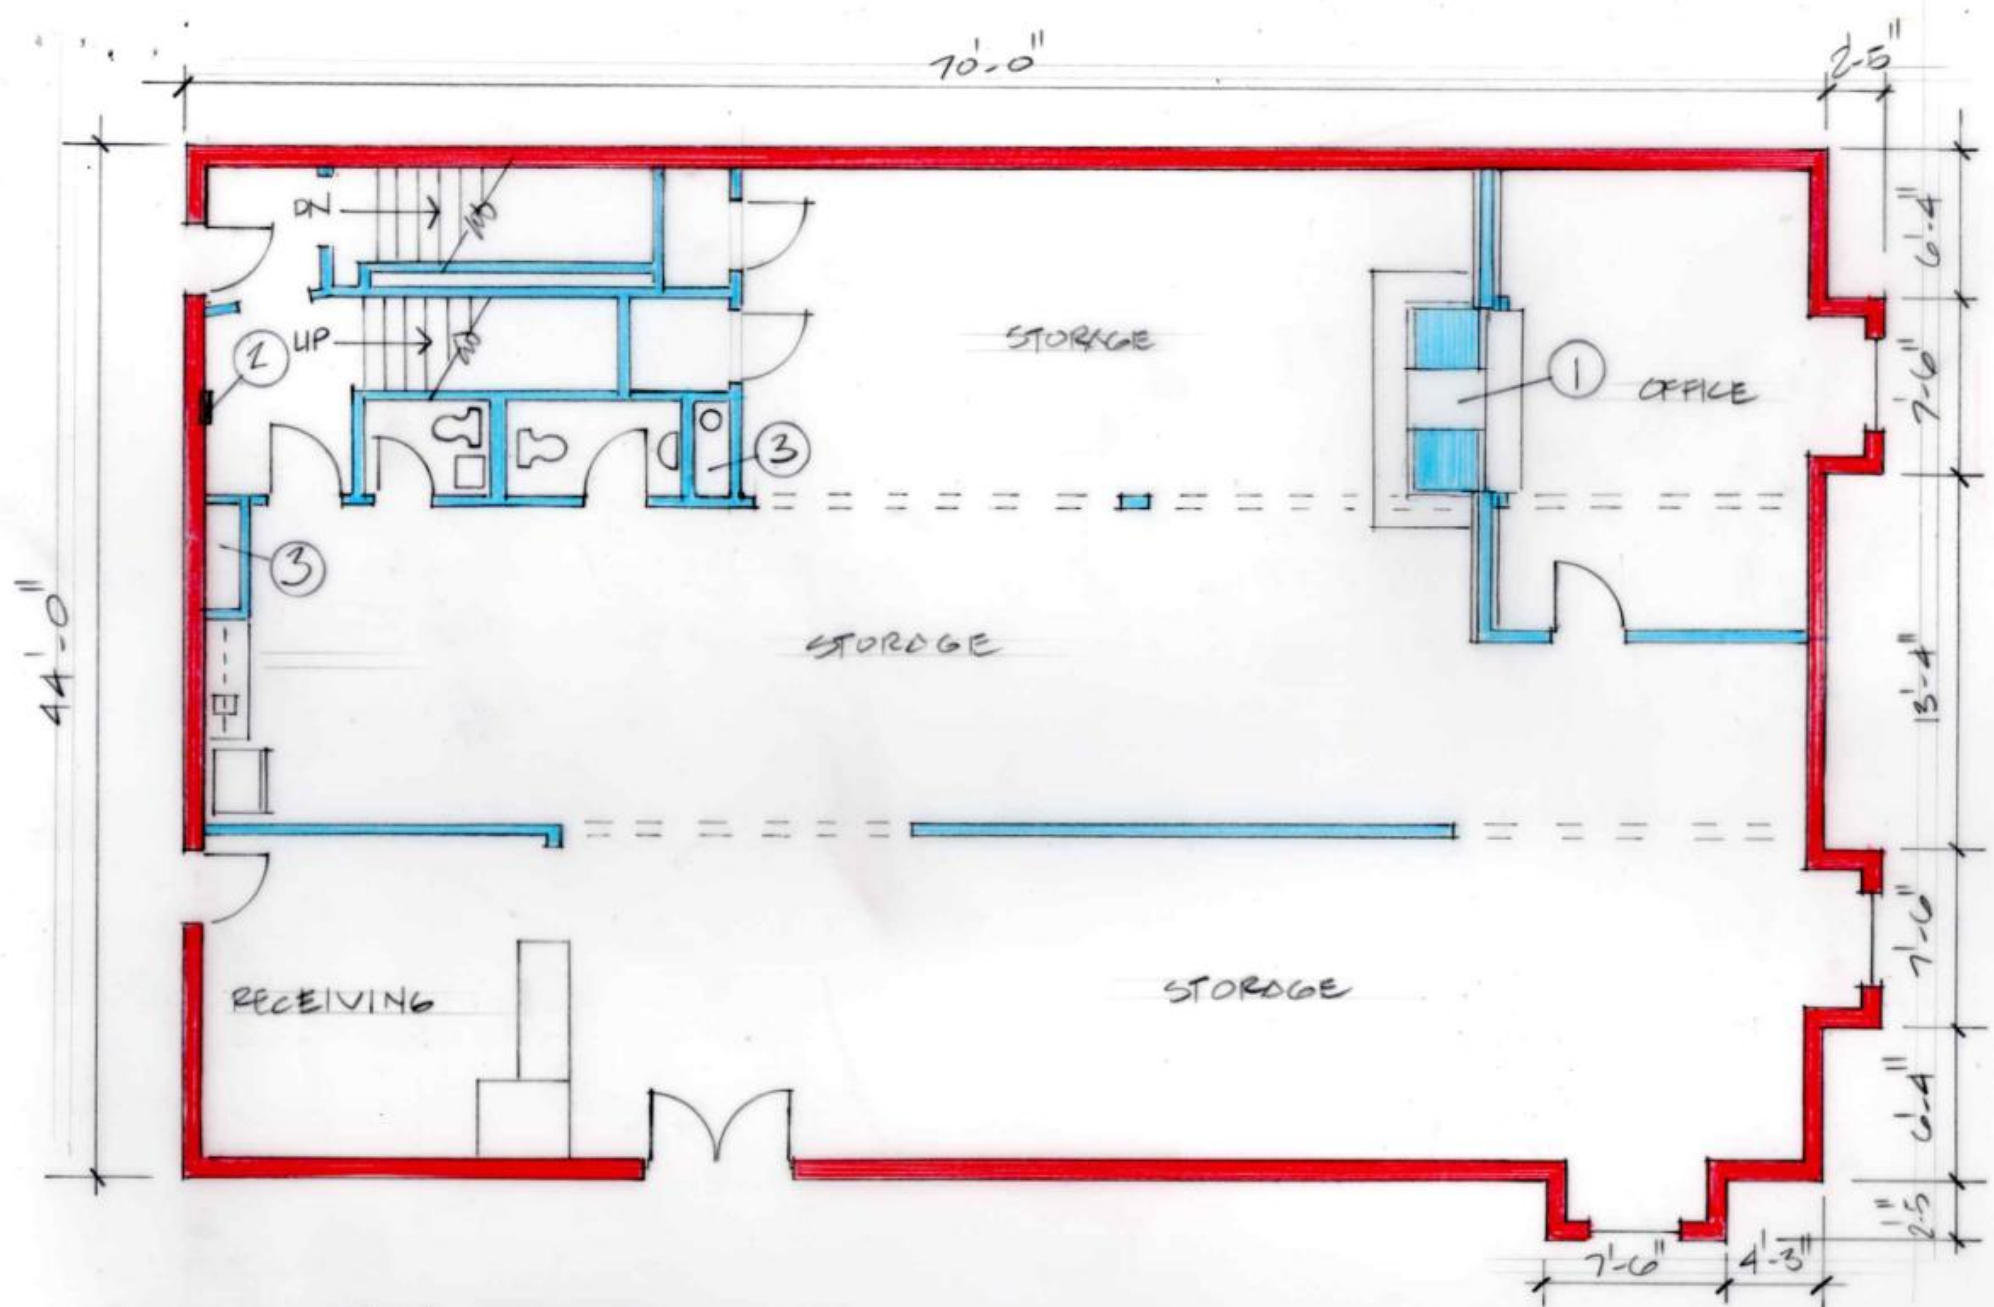 70'-0"
2'-5"
DN
6'-4"
UP
2
STORAGE
1
OFFICE
7'-6"
3
3
44'-0"
STORAGE
13'-4"
7'-6"
RECEIVING
STORAGE
6'-4"
2'-5"
7'-6"
4'-3"